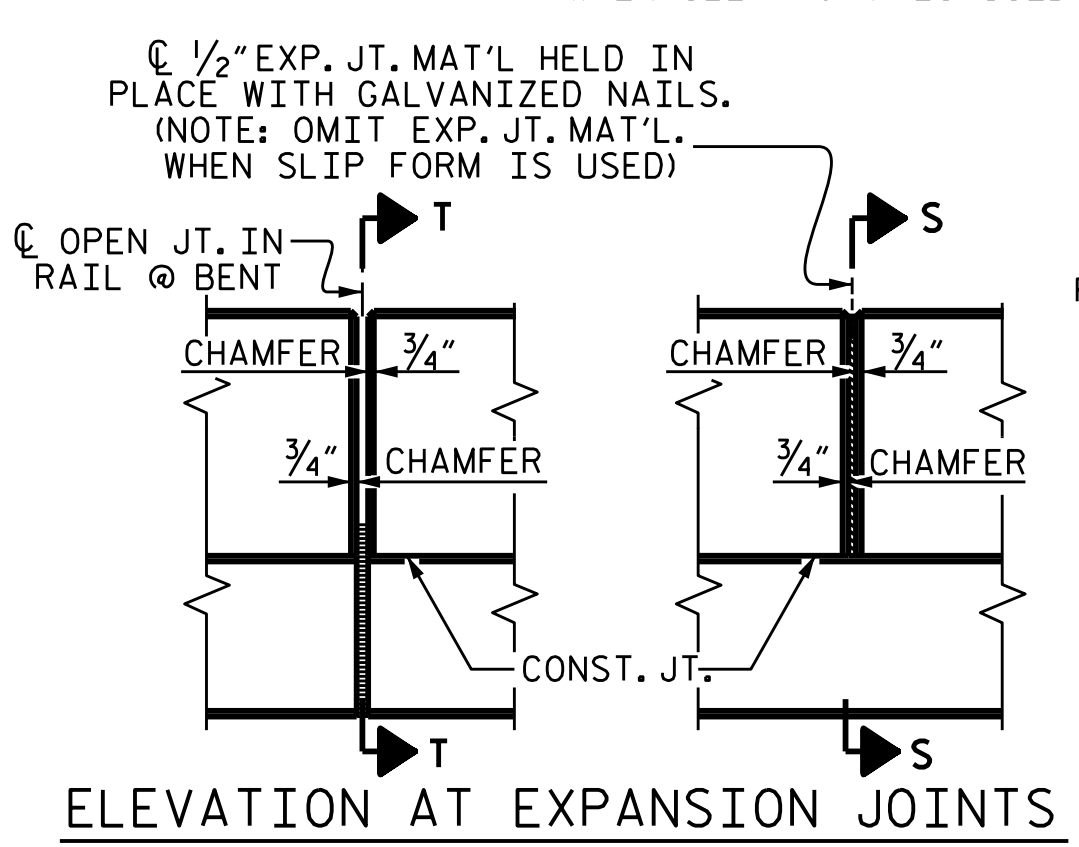 ℄ 1/2" EXP. JT. MAT'L HELD IN
PLACE WITH GALVANIZED NAILS.
(NOTE: OMIT EXP. JT. MAT'L.
WHEN SLIP FORM IS USED)
T
S
℄ OPEN JT. IN
RAIL @ BENT
CHAMFER 3/4"
CHAMFER 3/4"
3/4" CHAMFER
3/4" CHAMFER
CONST. JT.
T
S
ELEVATION AT EXPANSION JOINTS